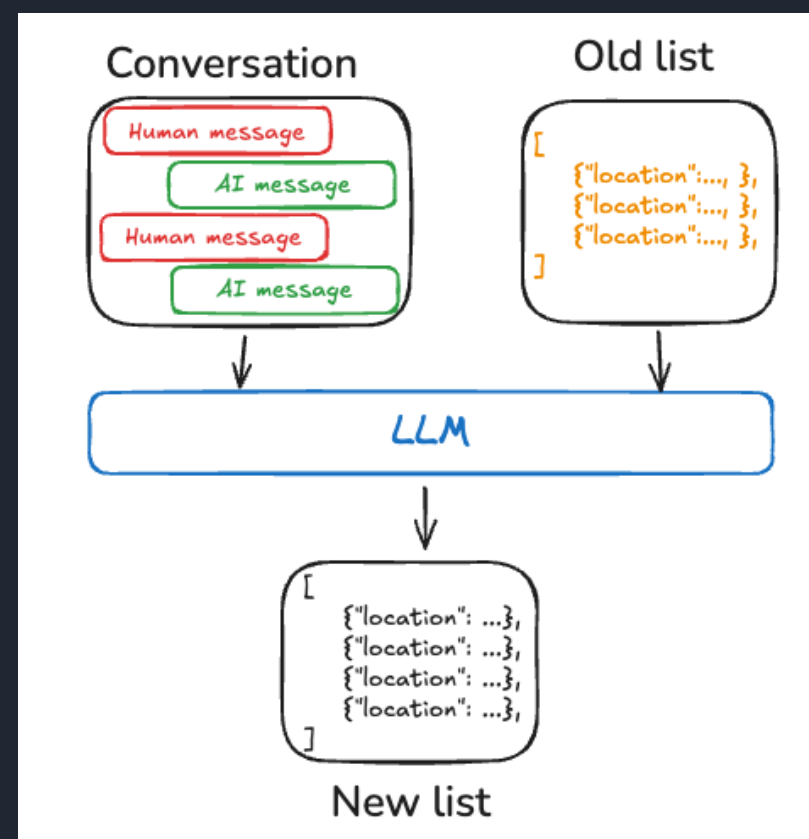 Conversation
Human message
AI message
Human message
AI message
Old list
[
{"location":..., },
{"location":..., },
{"location":..., },
]
LLM
[
{"location": ...},
{"location": ...},
{"location": ...},
{"location": ...},
]
New list